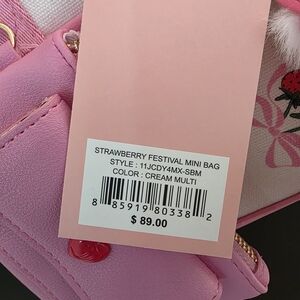 STRAWBERRY FESTIVAL MINI BAG
STYLE : 11JCDY4MX-SBM
COLOR : CREAM MULTI
8 85919 80338 2
$ 89.00